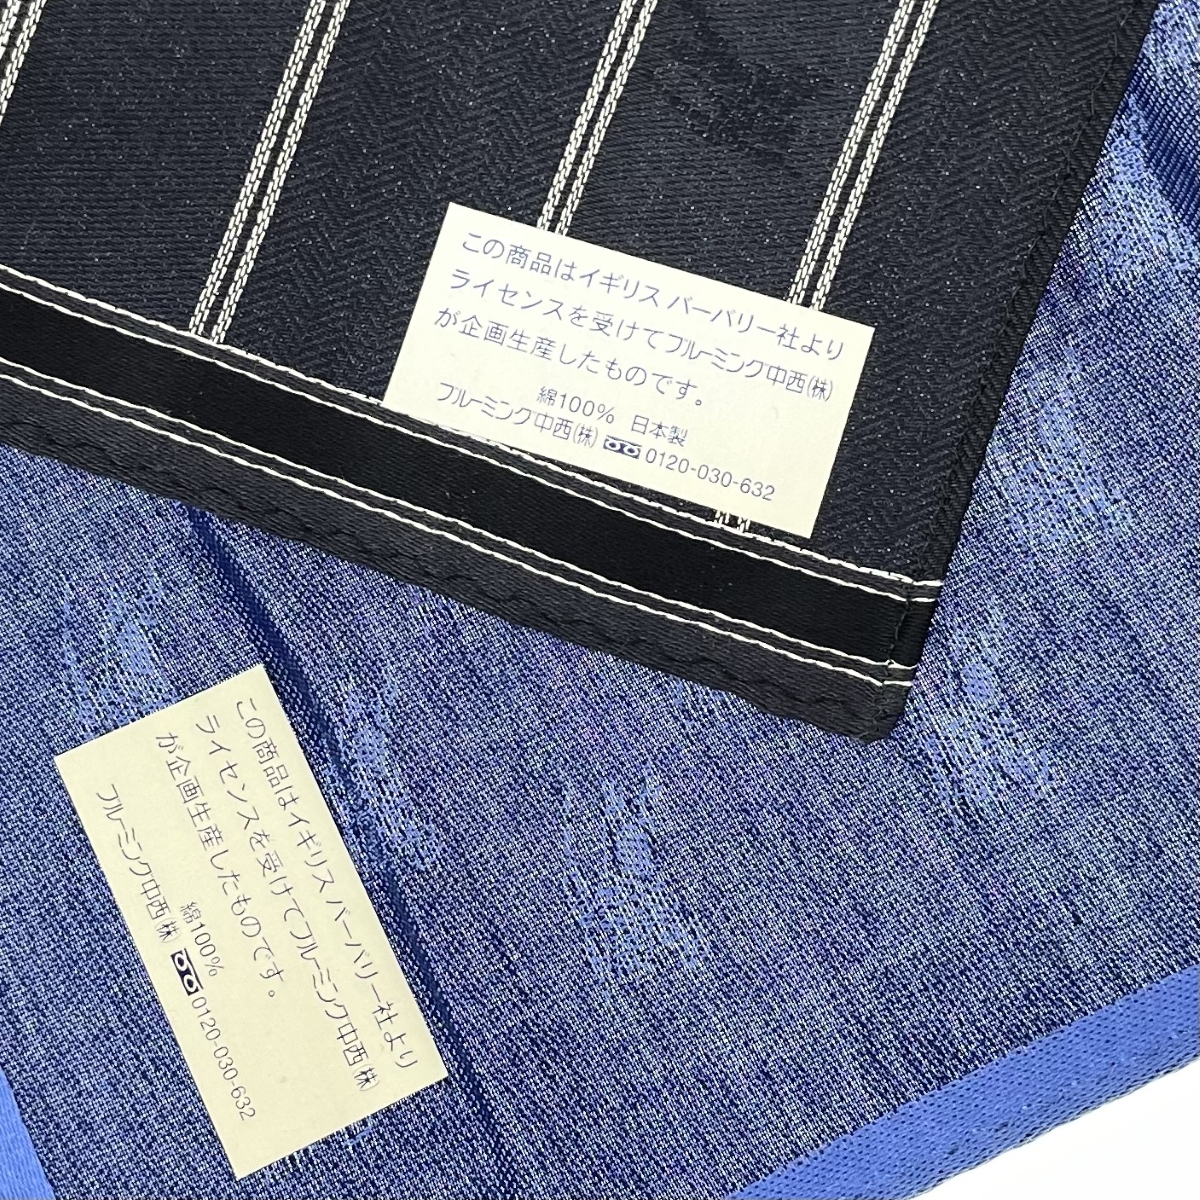 この商品はイギリス バーバリー社より
ライセンスを受けてブルーミング中西(株)
が企画生産したものです。
綿100% 日本製
ブルーミング中西(株) 0120-030-632
この商品はイギリス バーバリー社より
ライセンスを受けてブルーミング中西(株)
が企画生産したものです。
綿100%
ブルーミング中西(株) 0120-030-632